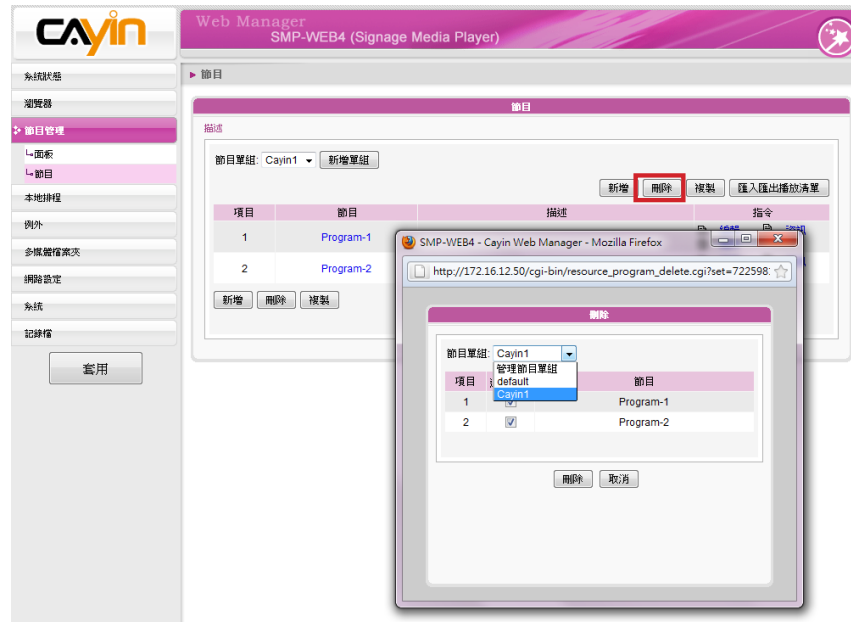 CAYIN
Web Manager
SMP-WEB4 (Signage Media Player)
系統狀態
瀏覽器
節目管理
面板
節目
本地排程
例外
多媒體檔案夾
網路設定
系統
記錄檔
套用
節目
節目
描述
節目單組: Cayin1 新增單組
新增 刪除 複製 匯入匯出播放清單
項目 節目 描述 指令
1 Program-1 編輯 資訊
2 Program-2
新增 刪除 複製
SMP-WEB4 - Cayin Web Manager - Mozilla Firefox
http://172.16.12.50/cgi-bin/resource_program_delete.cgi?set=722598
刪除
節目單組: Cayin1
管理節目單組
default
Cayin1
項目 節目
1 Program-1
2 Program-2
刪除 取消